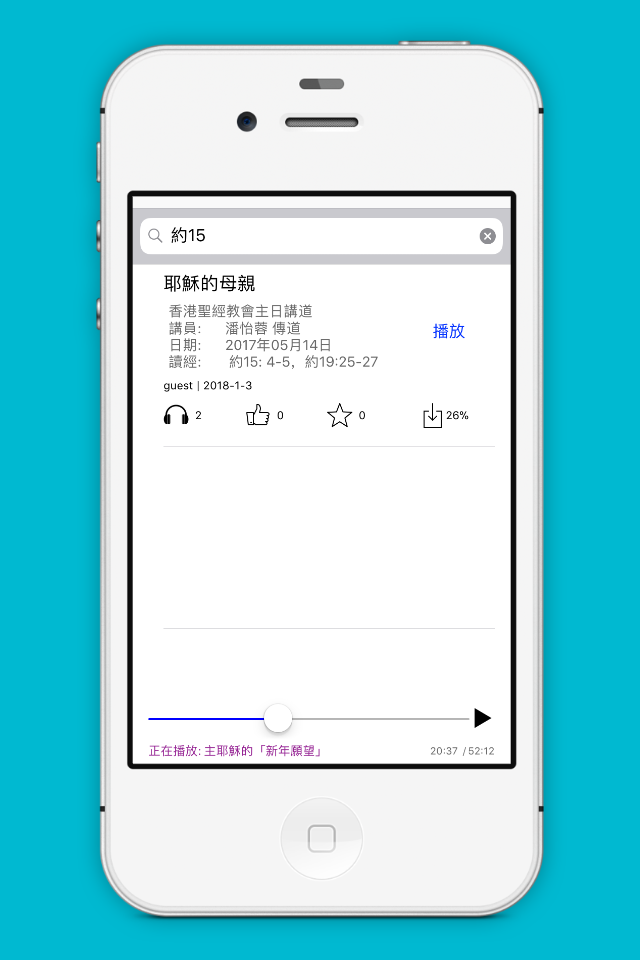 約15
耶穌的母親
香港聖經教會主日講道
講員: 潘怡蓉 傳道
播放
日期: 2017年05月14日
讀經: 約15: 4-5，約19:25-27
guest | 2018-1-3
2 0 0 26%
正在播放: 主耶穌的「新年願望」 20:37 / 52:12